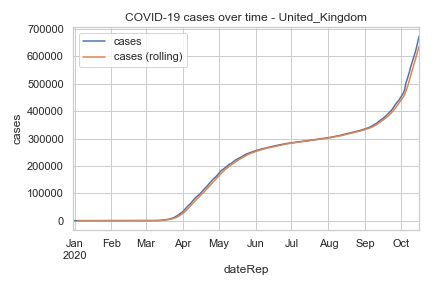 COVID-19 cases over time - United_Kingdom
cases
cases (rolling)
cases
700000
600000
500000
400000
300000
200000
100000
0
Jan Feb Mar Apr May Jun Jul Aug Sep Oct
2020
dateRep